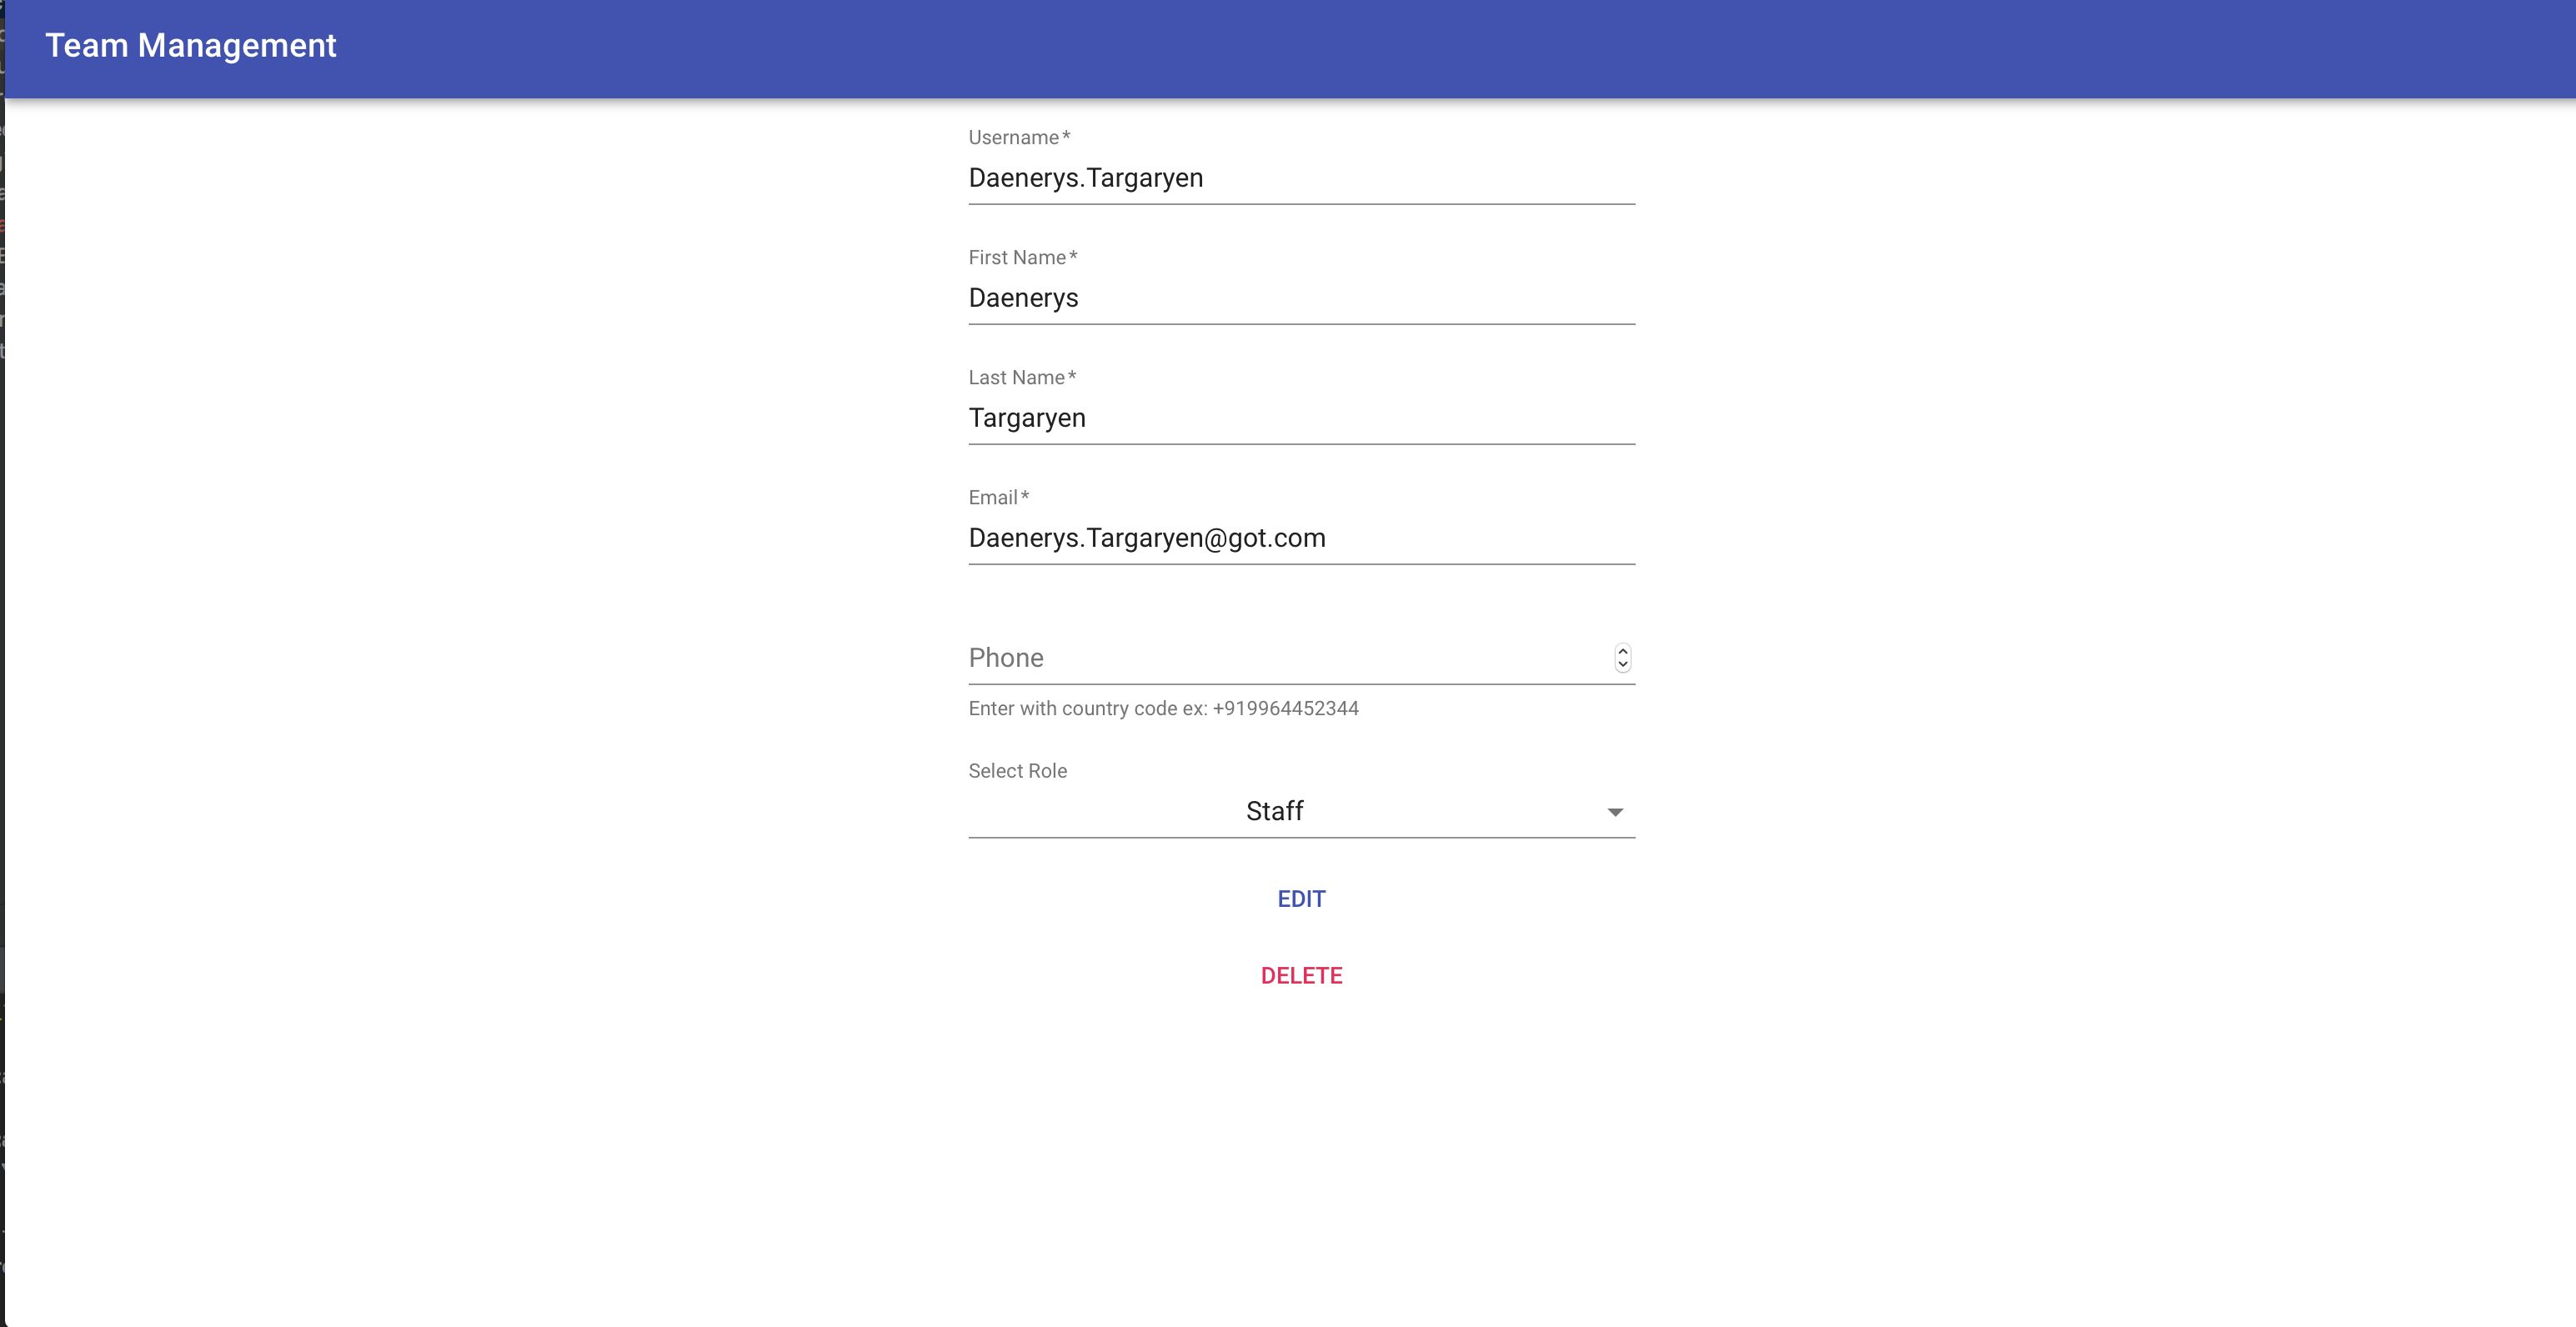 Team Management
Username *
Daenerys.Targaryen
First Name *
Daenerys
Last Name *
Targaryen
Email *
Daenerys.Targaryen@got.com
Phone
Enter with country code ex: +919964452344
Select Role
Staff
EDIT
DELETE